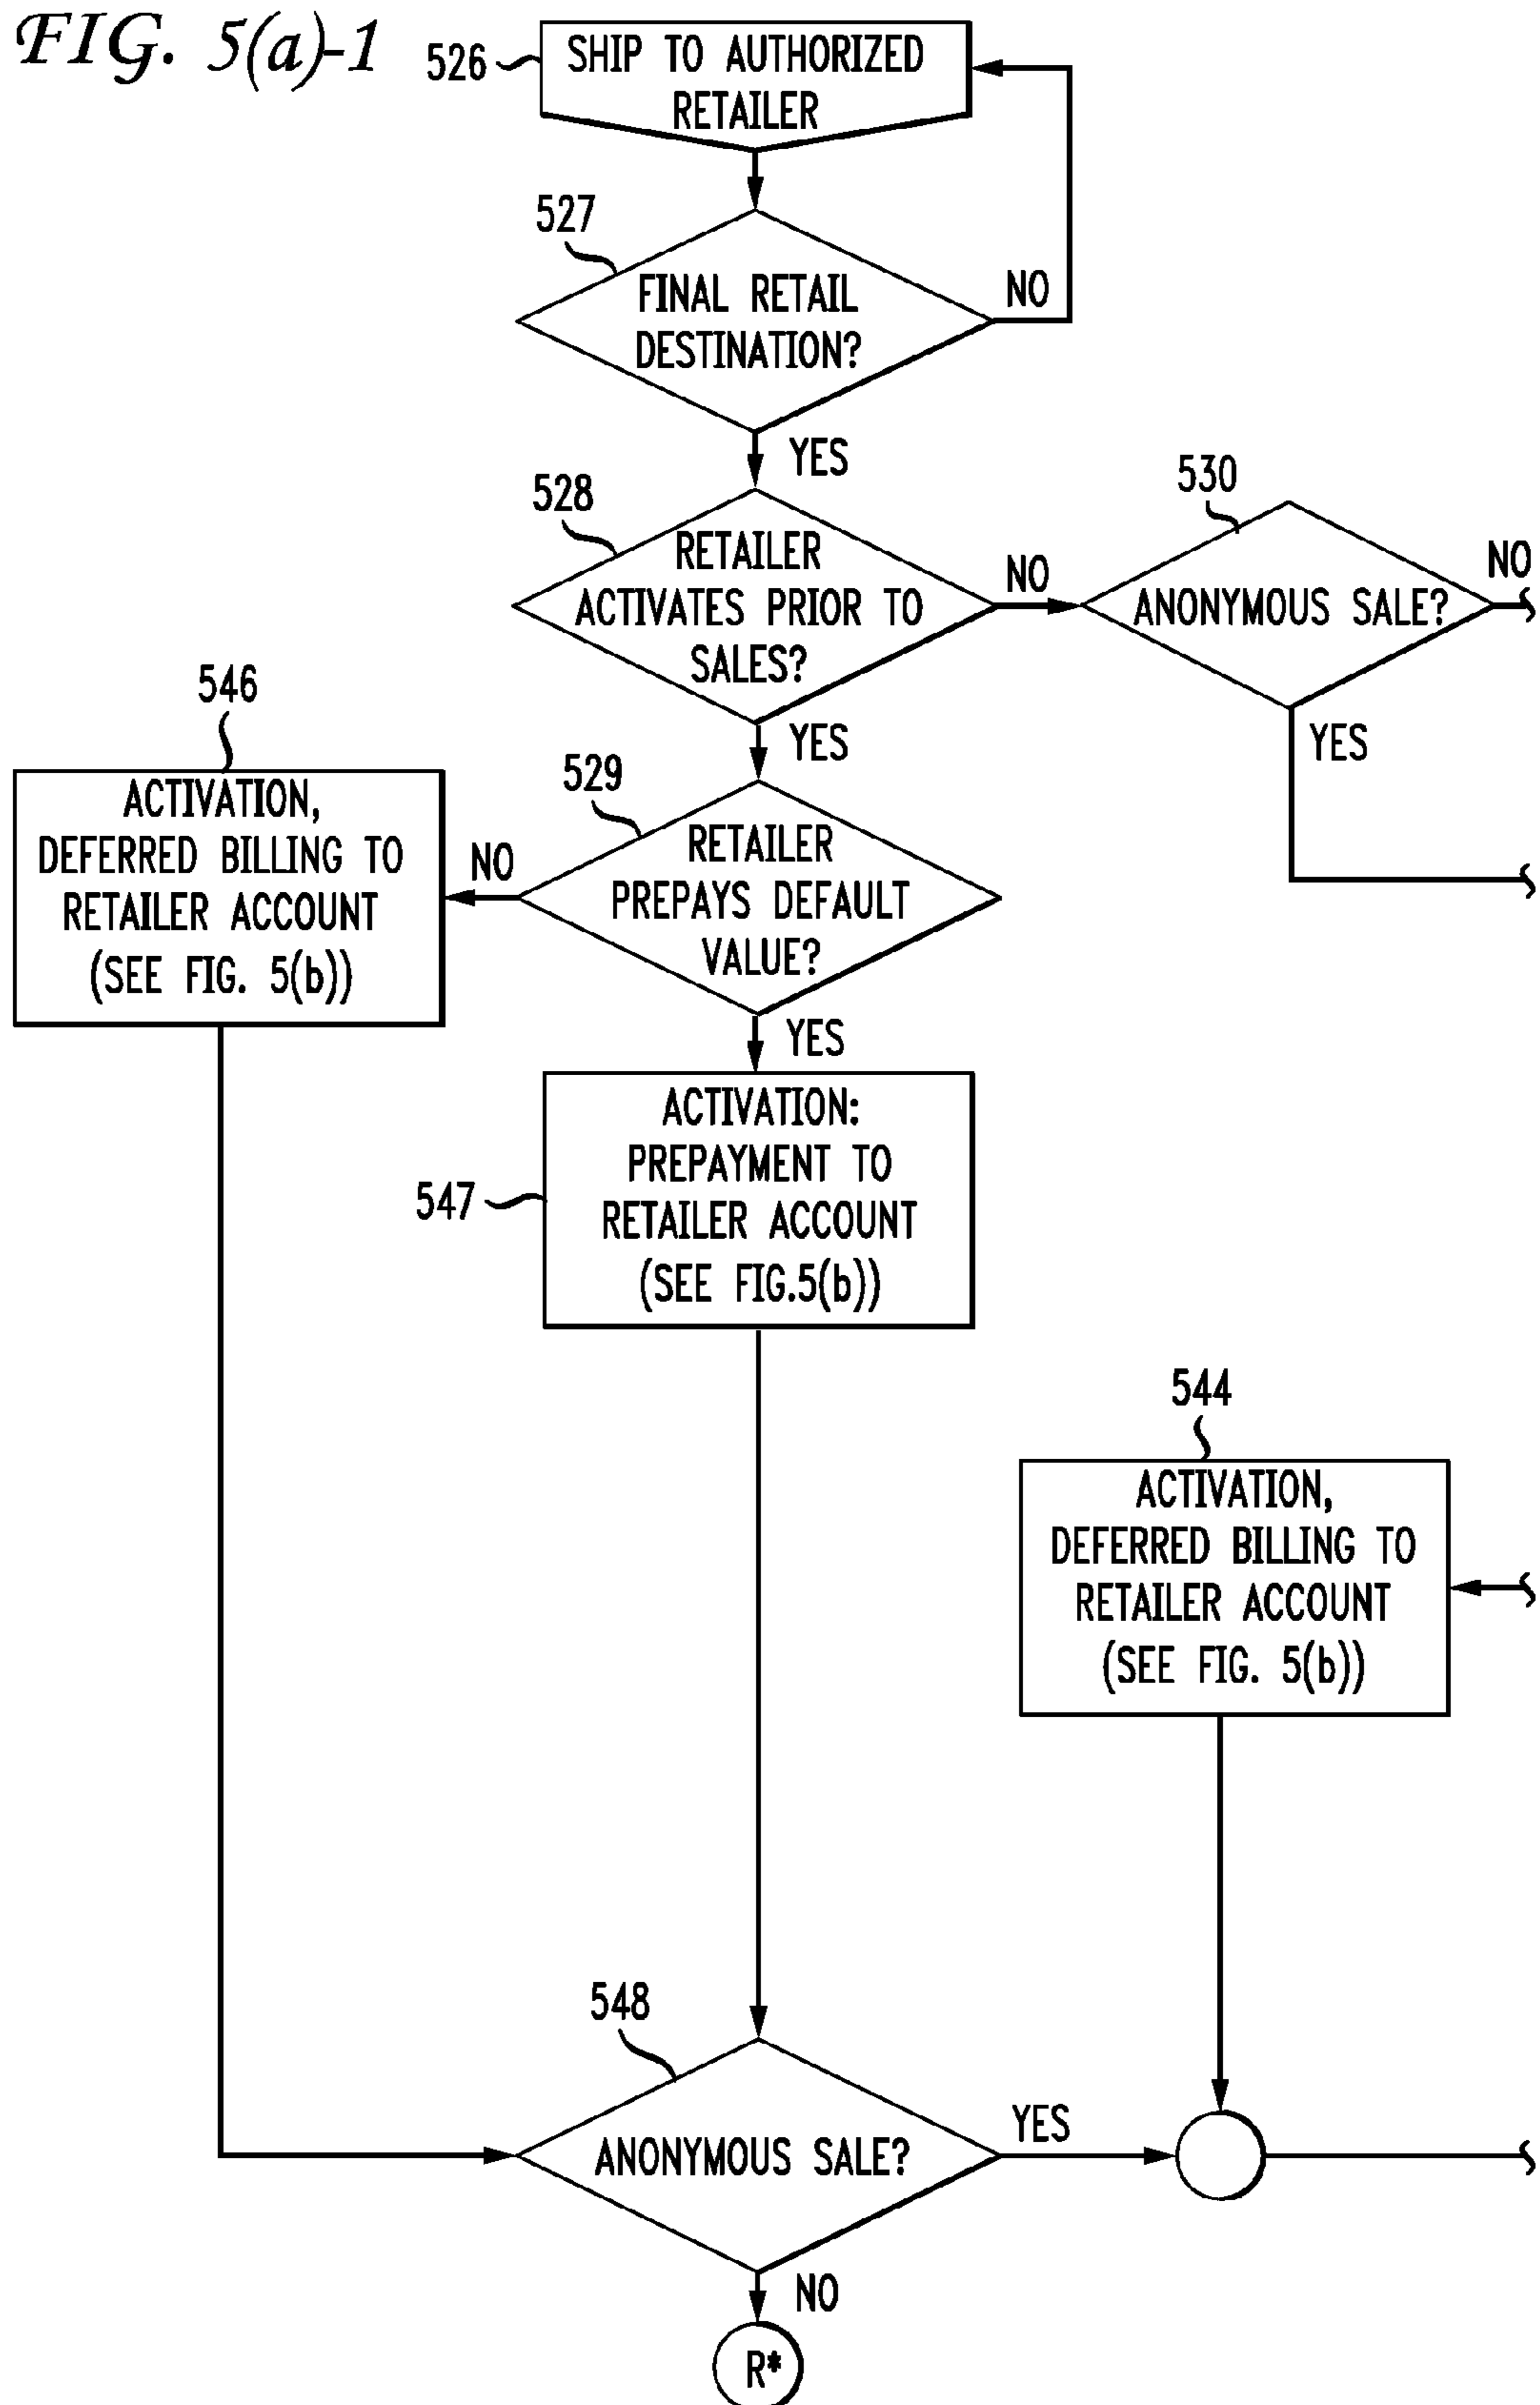 FIG. 5(a)-1
526
SHIP TO AUTHORIZED
RETAILER
527
FINAL RETAIL
DESTINATION?
NO
YES
528
RETAILER
ACTIVATES PRIOR TO
SALES?
NO
530
ANONYMOUS SALE?
NO
YES
YES
546
ACTIVATION,
DEFERRED BILLING TO
RETAILER ACCOUNT
(SEE FIG. 5(b))
NO
529
RETAILER
PREPAYS DEFAULT
VALUE?
YES
547
ACTIVATION:
PREPAYMENT TO
RETAILER ACCOUNT
(SEE FIG.5(b))
544
ACTIVATION,
DEFERRED BILLING TO
RETAILER ACCOUNT
(SEE FIG. 5(b))
548
ANONYMOUS SALE?
YES
NO
R*